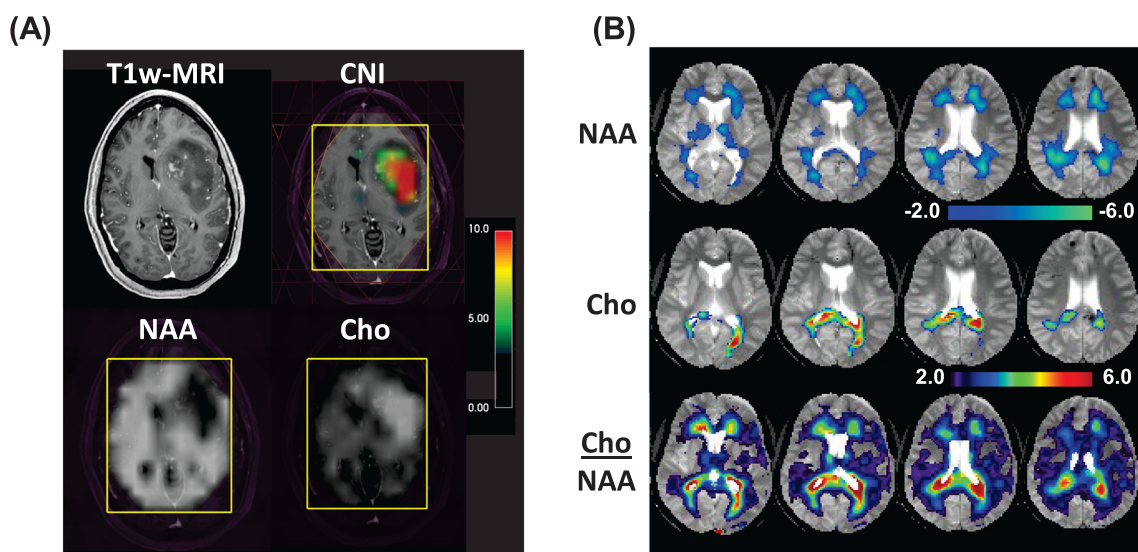 (A)
T1w-MRI CNI
10.0
5.00
0.00
NAA Cho
(B)
NAA
-2.0 -6.0
Cho
2.0 6.0
Cho
NAA